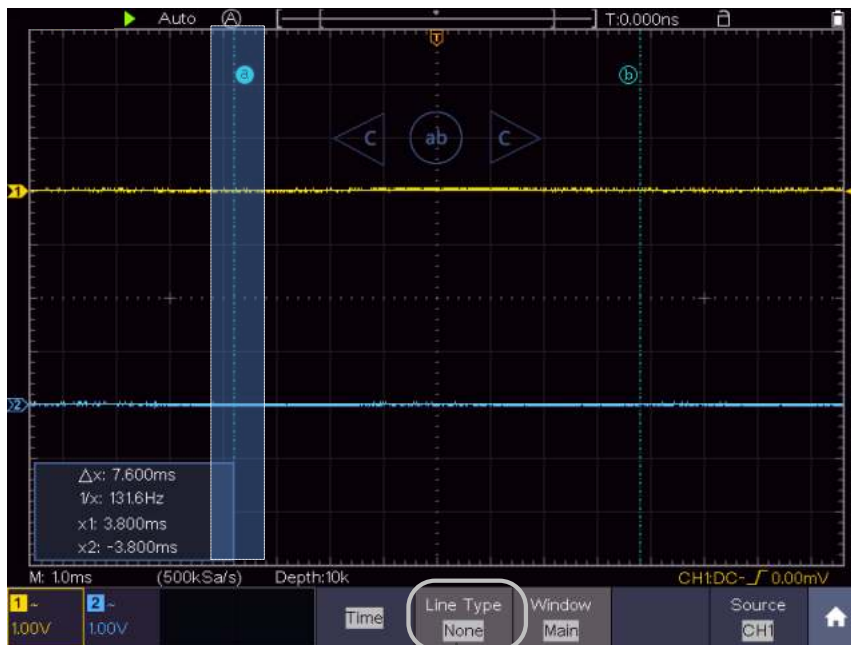 Auto A T:0.000ns
T
a b
C ab C
1
2
△x: 7.600ms
1/x: 131.6Hz
x1: 3.800ms
x2: -3.800ms
M: 1.0ms (500kSa/s) Depth:10k CH1:DC- 0.00mV
1 ~ 2 ~ Line Type Window Source
1.00V 1.00V Time None Main CH1